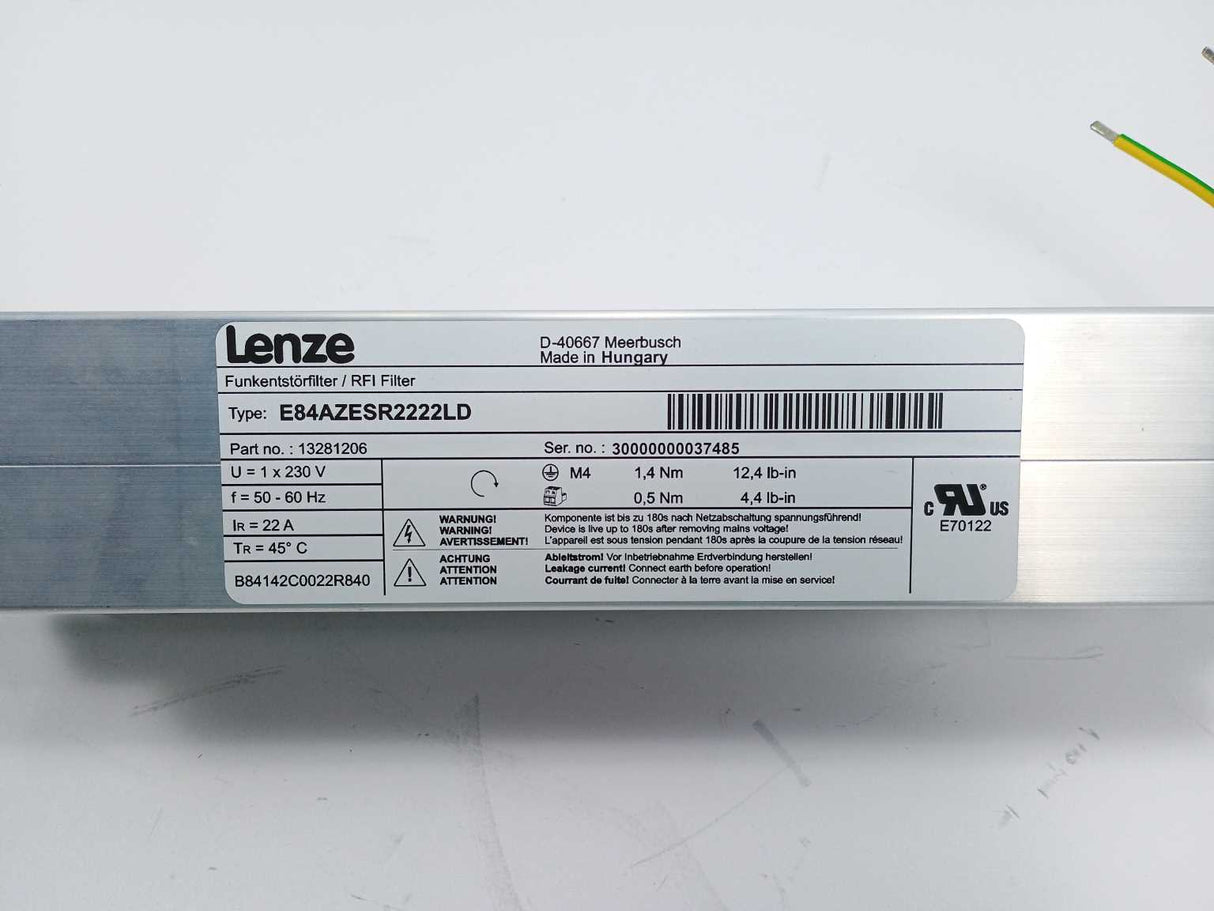 Lenze
D-40667 Meerbusch
Made in Hungary
Funkentstörfilter / RFI Filter
Type: E84AZESR2222LD
Part no. : 13281206
Ser. no. : 30000000037485
U = 1 x 230 V
f = 50 - 60 Hz
IR = 22 A
TR = 45° C
B84142C0022R840
M4 1,4 Nm 12,4 lb-in
0,5 Nm 4,4 lb-in
WARNUNG!
WARNING!
AVERTISSEMENT!
Komponente ist bis zu 180s nach Netzabschaltung spannungsführend!
Device is live up to 180s after removing mains voltage!
L'appareil est sous tension pendant 180s après la coupure de la tension réseau!
ACHTUNG
ATTENTION
ATTENTION
Ableitstrom! Vor Inbetriebnahme Erdverbindung herstellen!
Leakage current! Connect earth before operation!
Courrant de fuite! Connecter à la terre avant la mise en service!
c RU ® US
E70122